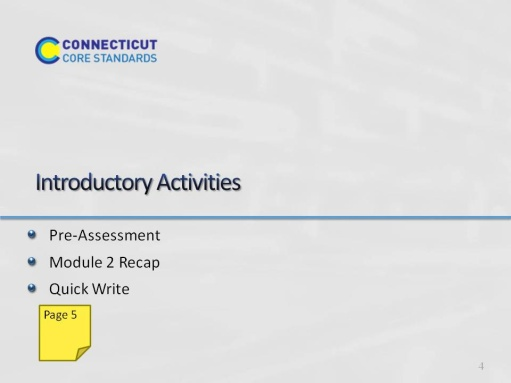 CONNECTICUT
CORE STANDARDS
Introductory Activities
Pre-Assessment
Module 2 Recap
Quick Write
Page 5
4